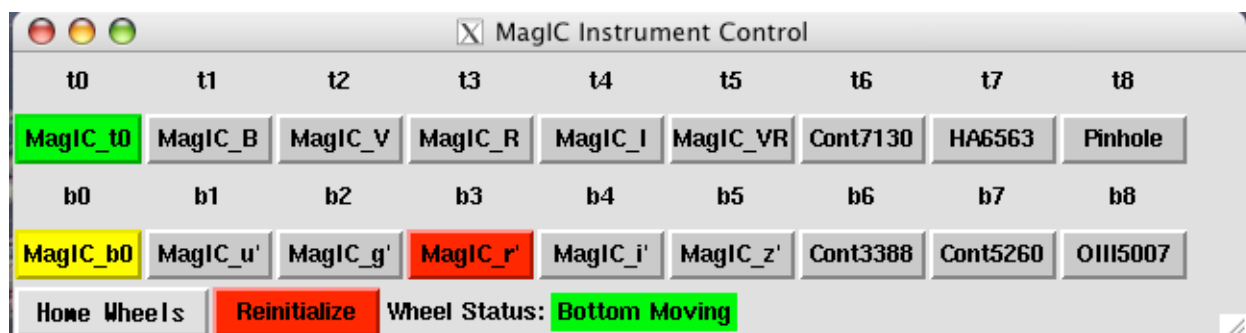 MagIC Instrument Control
t0 t1 t2 t3 t4 t5 t6 t7 t8
MagIC_t0 MagIC_B MagIC_V MagIC_R MagIC_I MagIC_VR Cont7130 HA6563 Pinhole
b0 b1 b2 b3 b4 b5 b6 b7 b8
MagIC_b0 MagIC_u' MagIC_g' MagIC_r' MagIC_i' MagIC_z' Cont3388 Cont5260 OIII5007
Home Wheels Reinitialize Wheel Status: Bottom Moving